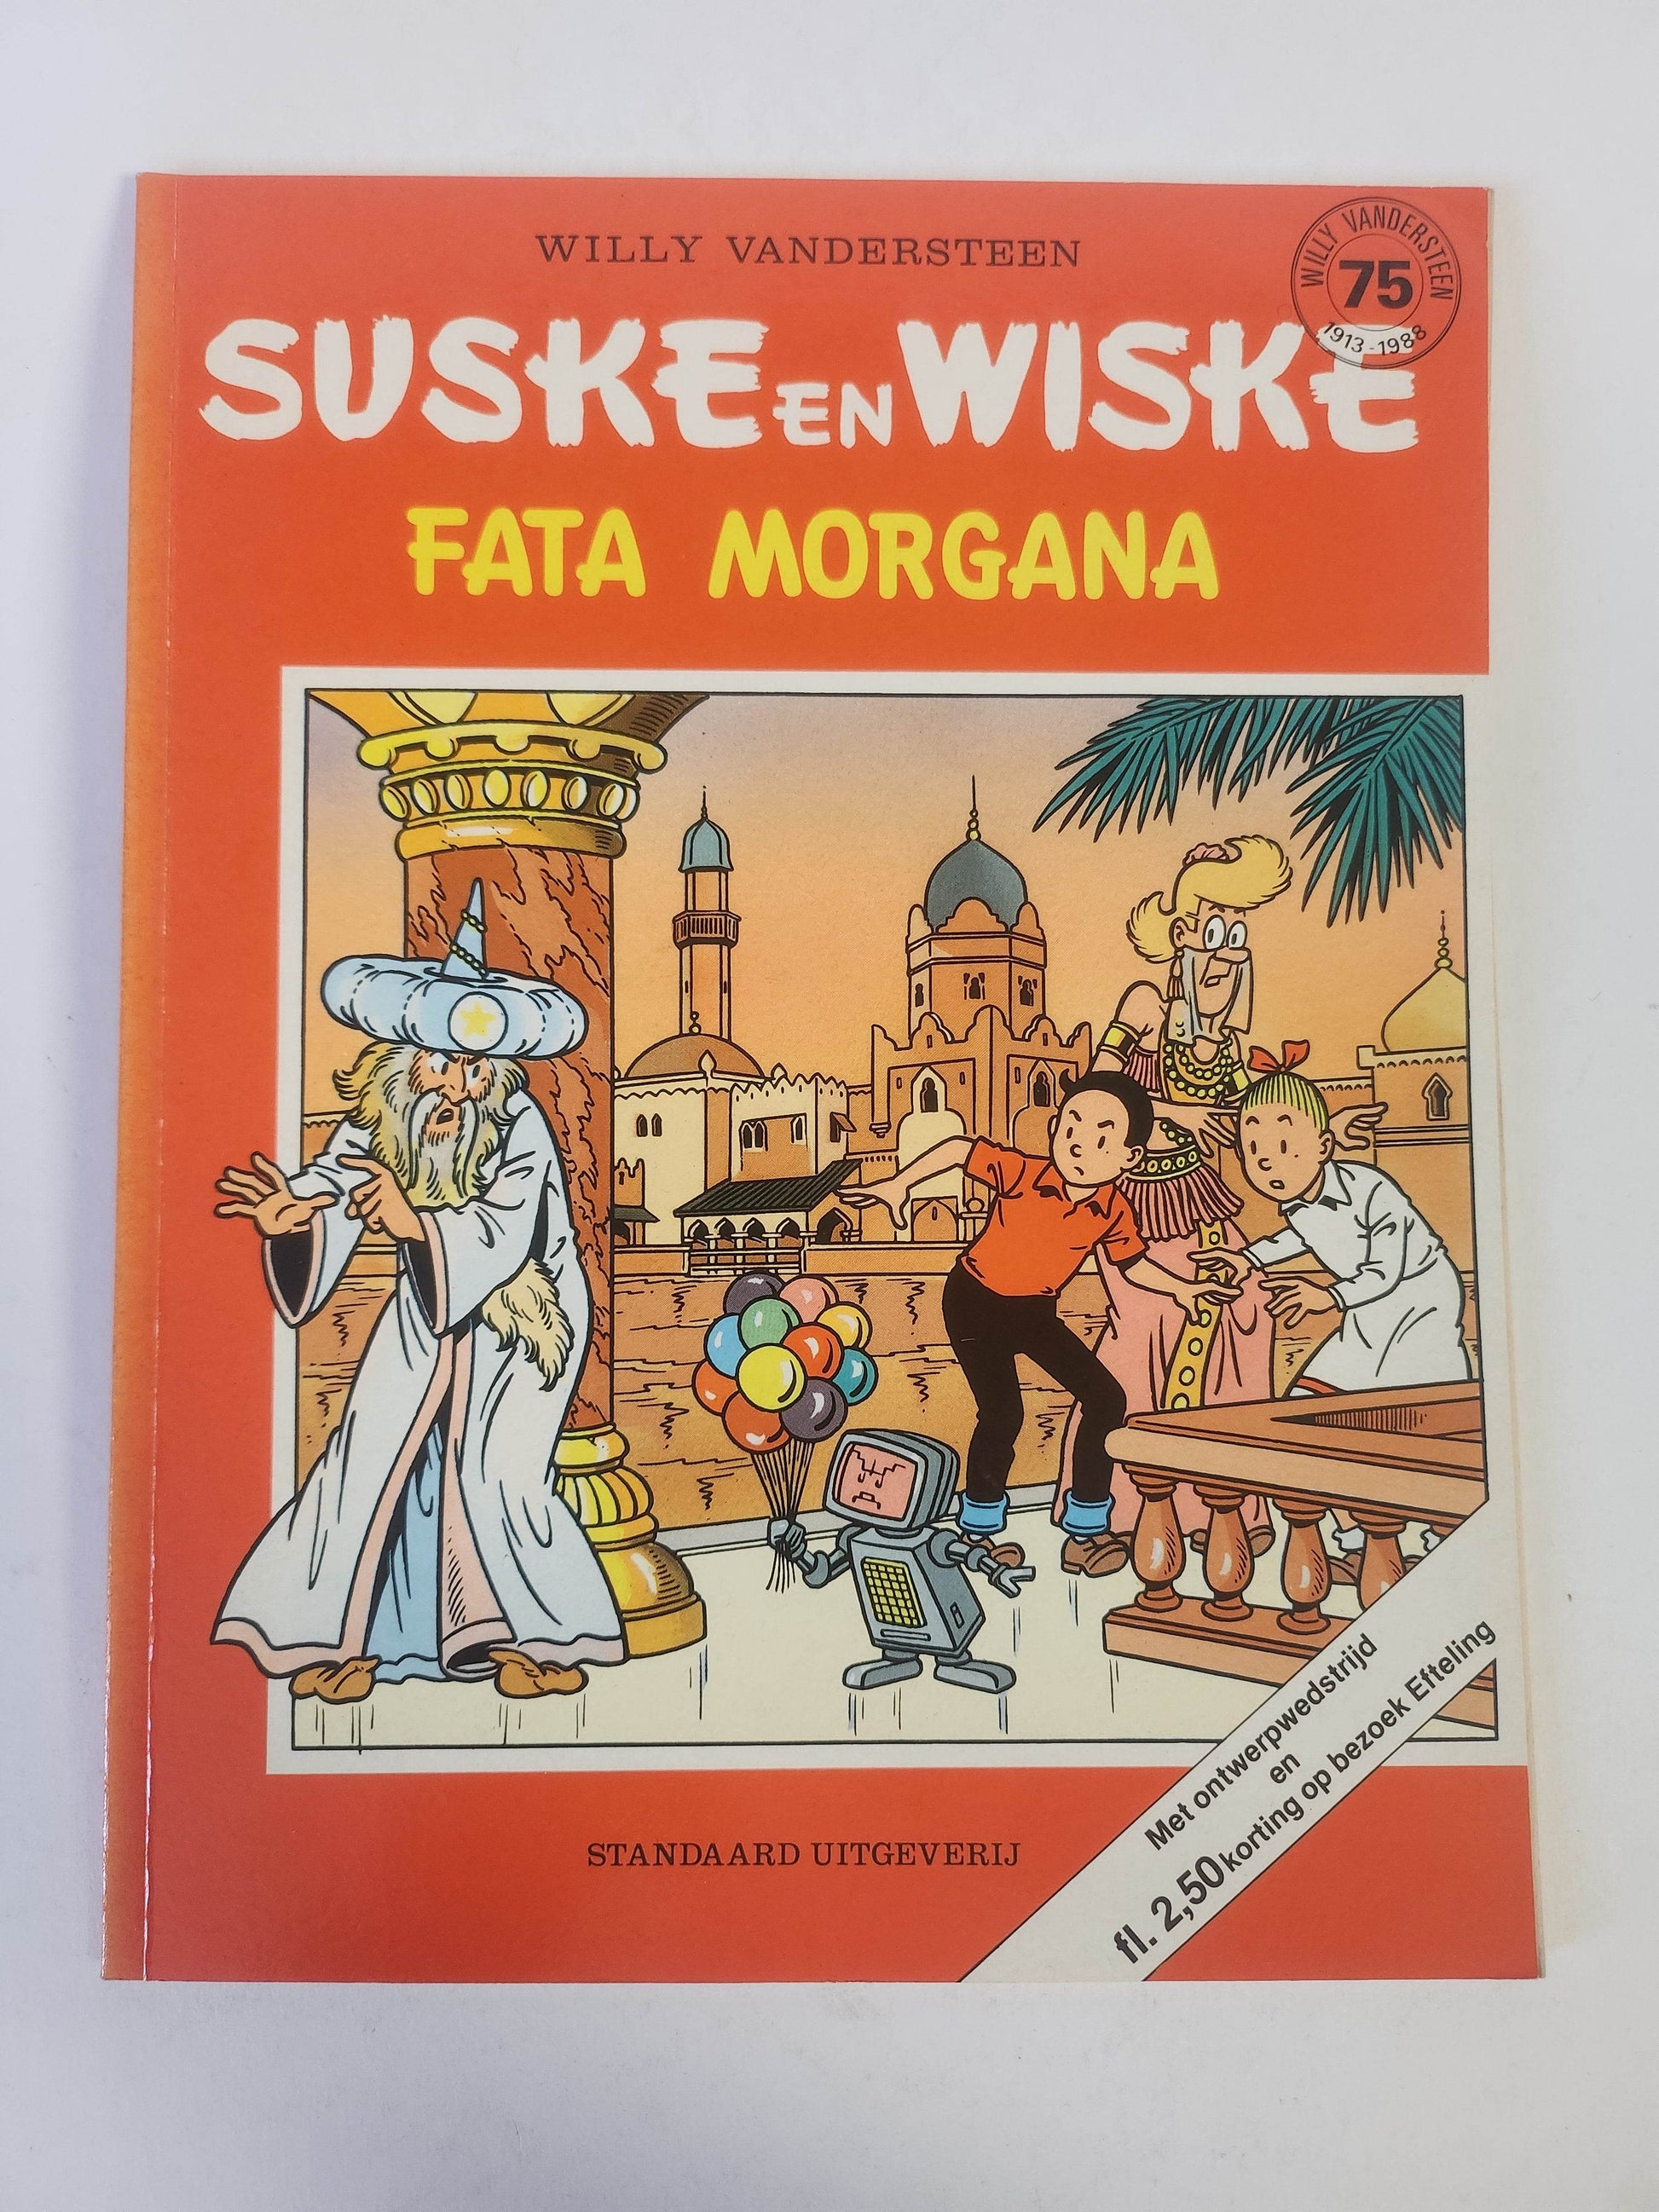 WILLY VANDERSTEEN
WILLY VANDERSTEEN
75
1913-1988
SUSKE EN WISKE
FATA MORGANA
Met ontwerpwedstrijd
en
fl. 2,50 korting op bezoek Efteling
STANDAARD UITGEVERIJ